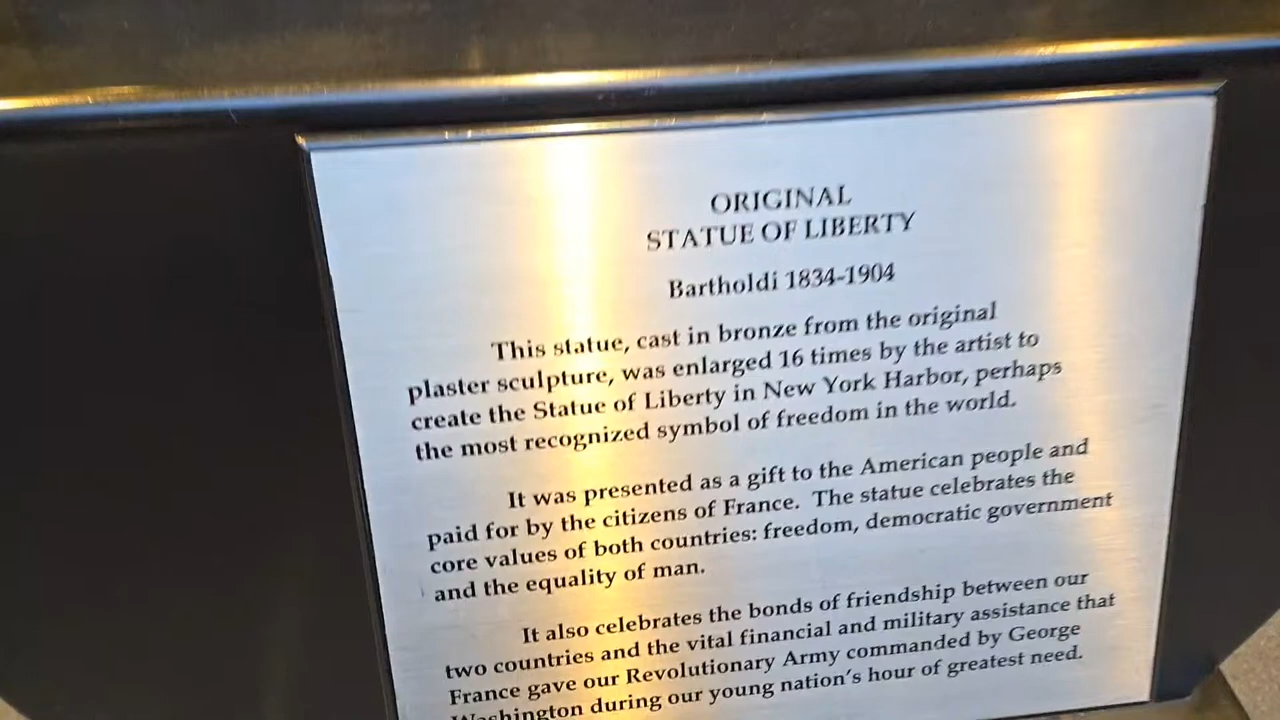 ORIGINAL
STATUE OF LIBERTY
Bartholdi 1834-1904
This statue, cast in bronze from the original
plaster sculpture, was enlarged 16 times by the artist to
create the Statue of Liberty in New York Harbor, perhaps
the most recognized symbol of freedom in the world.
It was presented as a gift to the American people and
paid for by the citizens of France. The statue celebrates the
core values of both countries: freedom, democratic government
and the equality of man.
It also celebrates the bonds of friendship between our
two countries and the vital financial and military assistance that
France gave our Revolutionary Army commanded by George
Washington during our young nation's hour of greatest need.